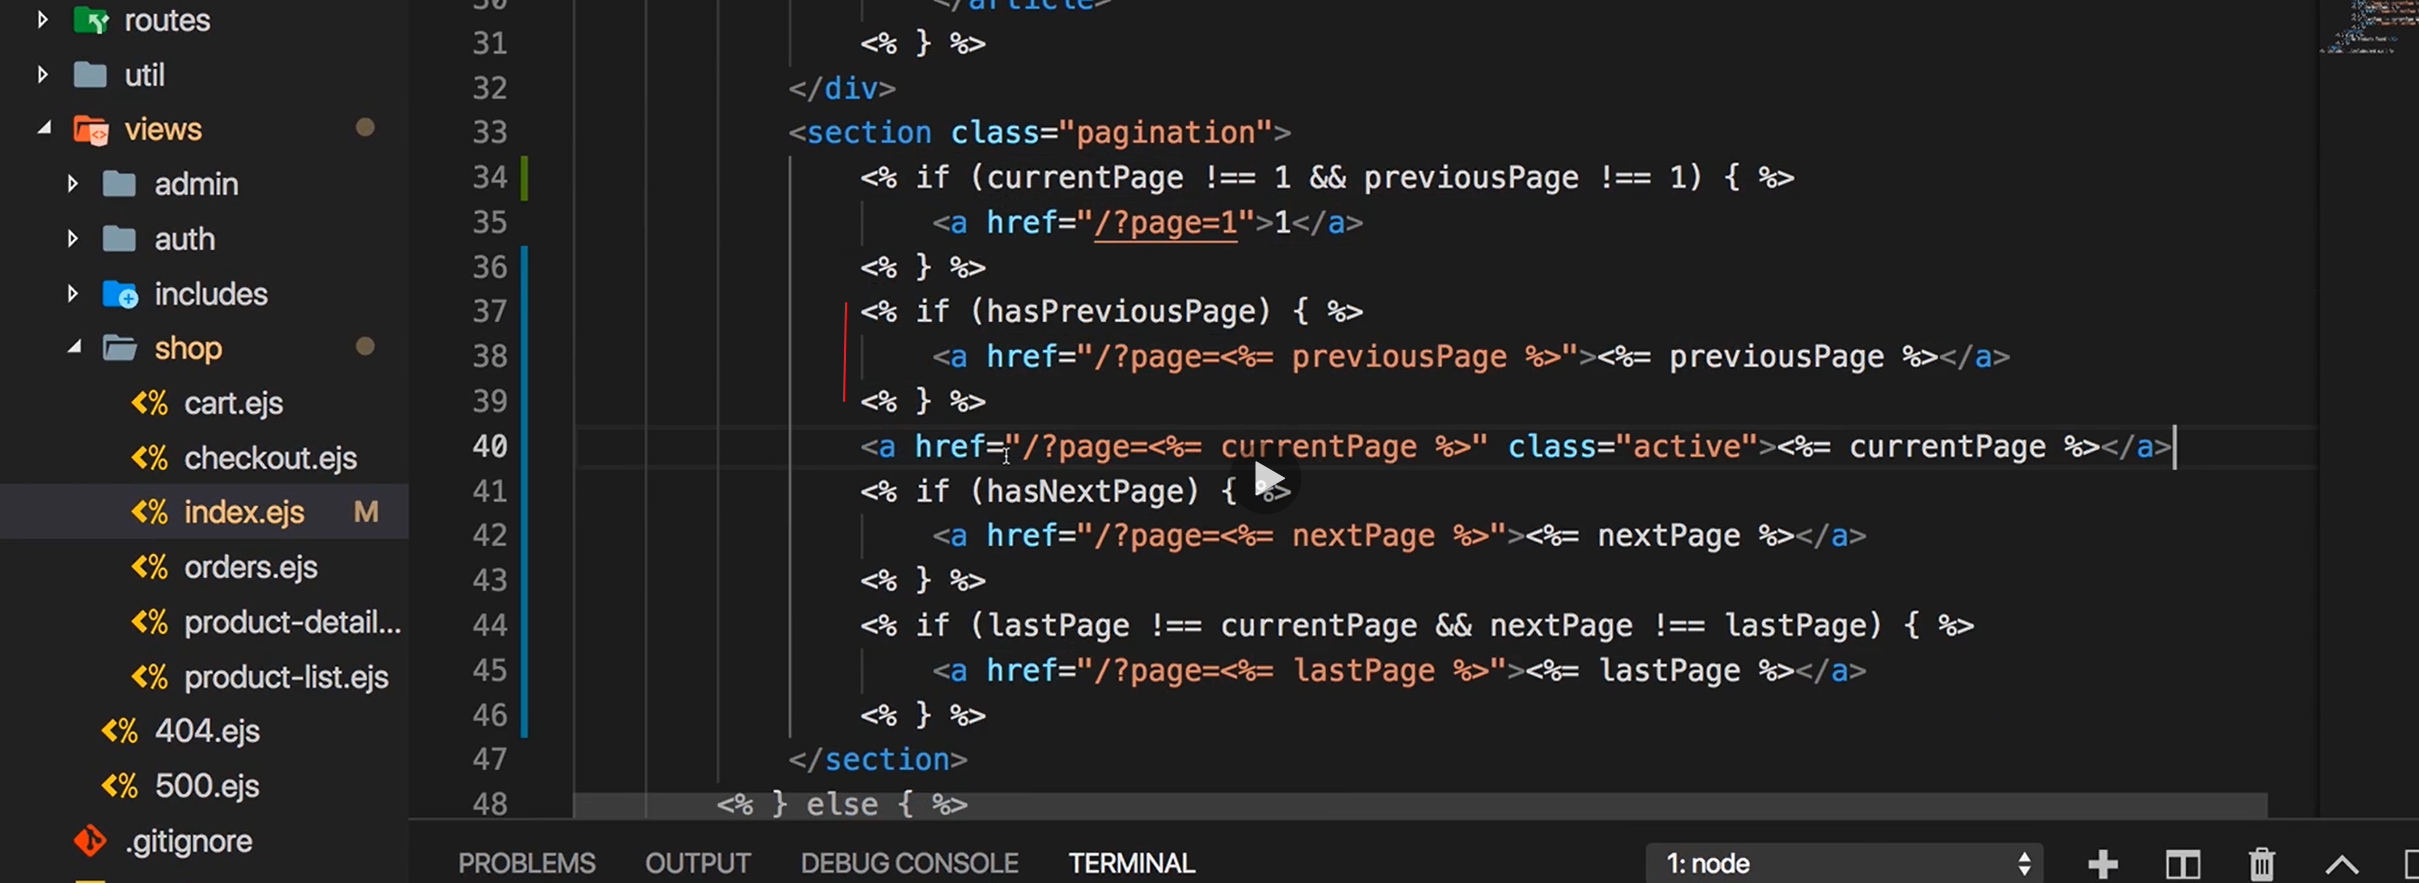 routes
util
views
admin
auth
includes
shop
<% cart.ejs
<% checkout.ejs
<% index.ejs M
<% orders.ejs
<% product-detail...
<% product-list.ejs
<% 404.ejs
<% 500.ejs
.gitignore
30 </article>
31 <% } %>
32 </div>
33 <section class="pagination">
34 <% if (currentPage !== 1 && previousPage !== 1) { %>
35 <a href="/?page=1">1</a>
36 <% } %>
37 <% if (hasPreviousPage) { %>
38 <a href="/?page=<%= previousPage %>"><%= previousPage %></a>
39 <% } %>
40 <a href="/?page=<%= currentPage %>" class="active"><%= currentPage %></a>
41 <% if (hasNextPage) { %>
42 <a href="/?page=<%= nextPage %>"><%= nextPage %></a>
43 <% } %>
44 <% if (lastPage !== currentPage && nextPage !== lastPage) { %>
45 <a href="/?page=<%= lastPage %>"><%= lastPage %></a>
46 <% } %>
47 </section>
48 <% } else { %>
PROBLEMS OUTPUT DEBUG CONSOLE TERMINAL 1: node